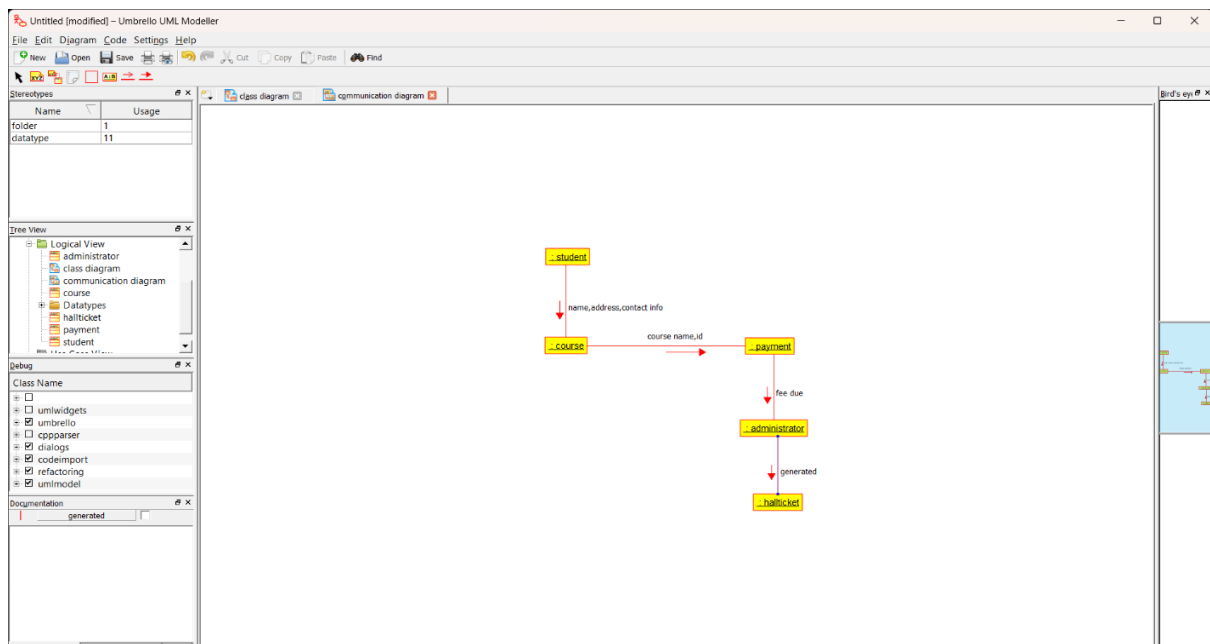 Untitled [modified] – Umbrello UML Modeller
File Edit Diagram Code Settings Help
New Open Save Cut Copy Paste Find
XYZ A:B
Stereotypes
Name Usage
folder 1
datatype 11
Tree View
Logical View
administrator
class diagram
communication diagram
course
Datatypes
hallticket
payment
student
Debug
Class Name
umlwidgets
umbrello
cppparser
dialogs
codeimport
refactoring
umlmodel
Documentation
generated
class diagram
communication diagram
: student
name,address,contact info
: course
course name,id
: payment
fee due
: administrator
generated
: hallticket
Bird's eye